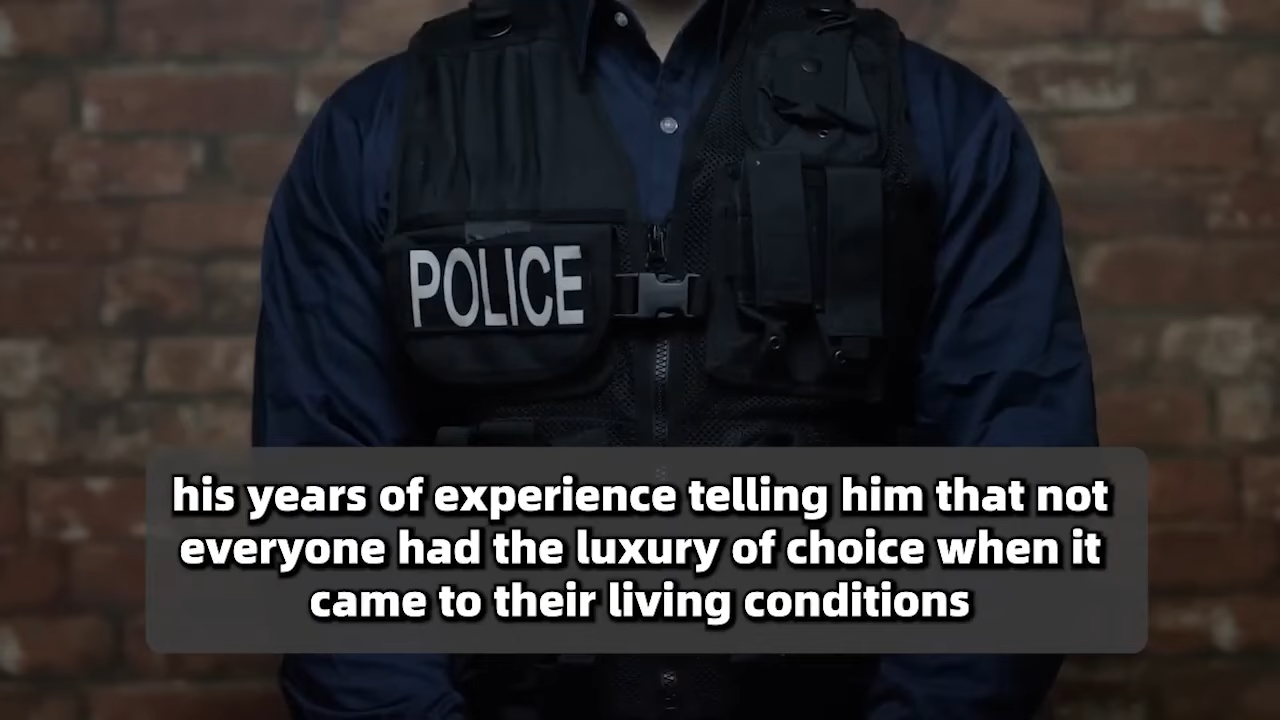 POLICE
his years of experience telling him that not
everyone had the luxury of choice when it
came to their living conditions